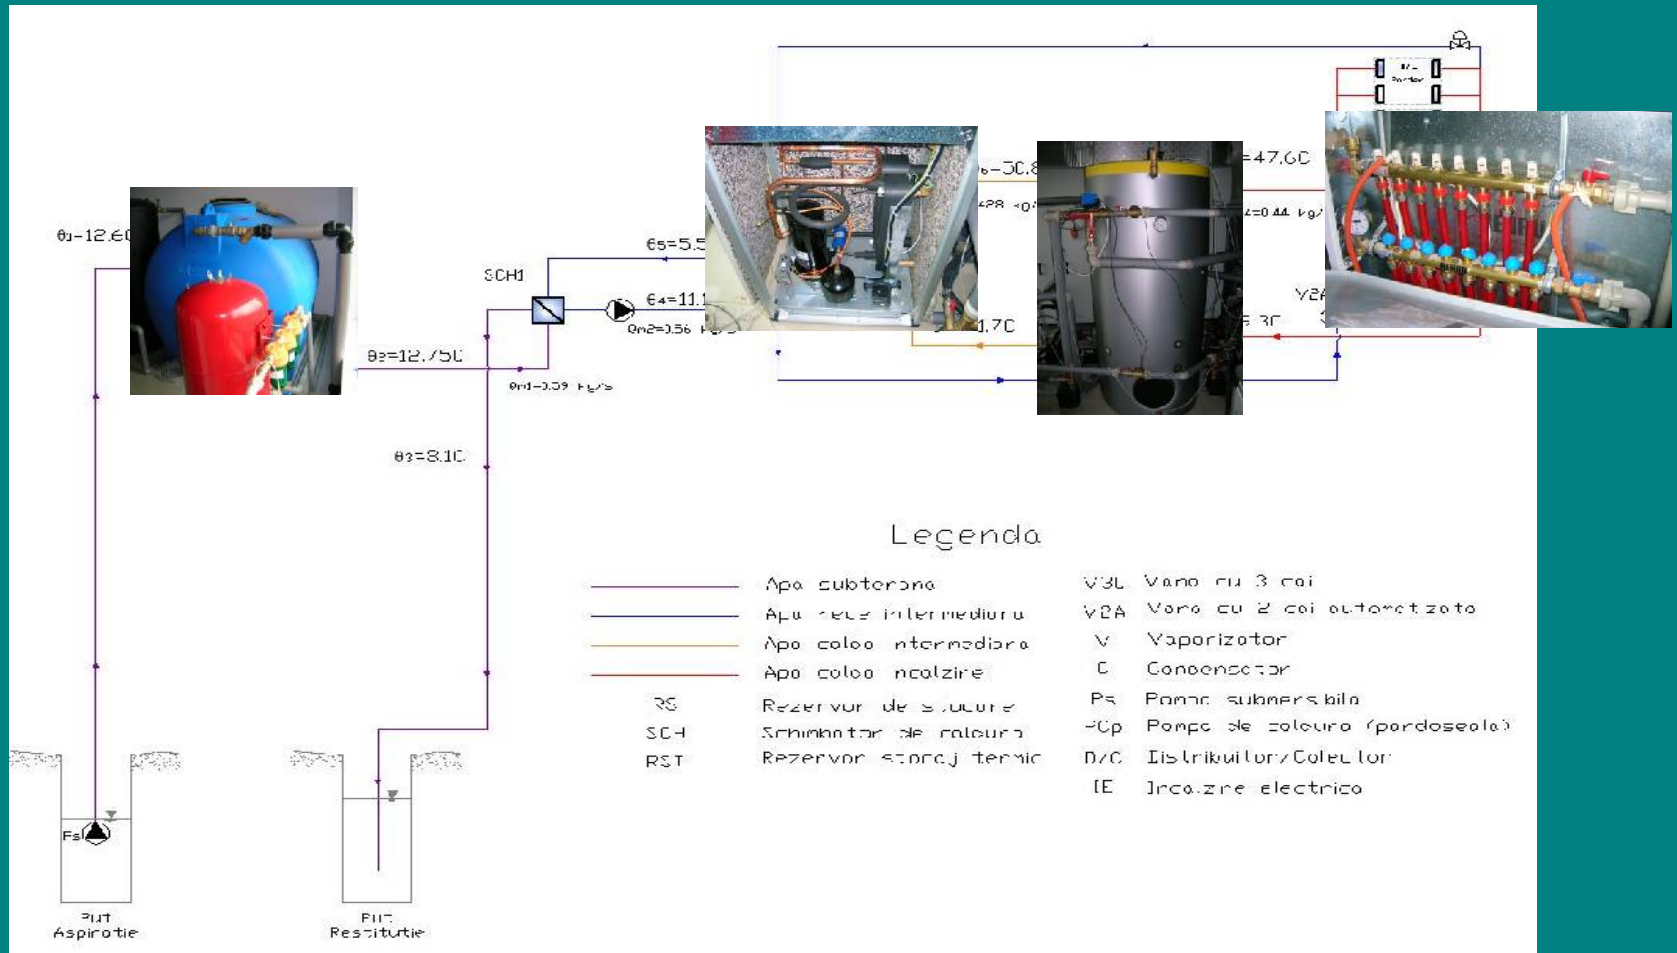 θ5=5.5
SCH1
θ4=11.1
θ2=12.75C
θ3=8.1C
=47.6C
Legenda
Apa subterana
Apa rece intermediara
Apa calda intermediara
Apa calda incalzire
RS Rezervor de stocare
SCH Schimbator de caldura
RST Rezervor stocaj termic
V3C Vana cu 3 cai
V2A Vana cu 2 cai automatizata
V Vaporizator
C Condensator
Ps Pompa submersibila
PCp Pompa de caldura (pardoseala)
D/C Distribuitor/Colector
IE Incalzire electrica
Ps
Put
Aspiratie
Put
Restitutie